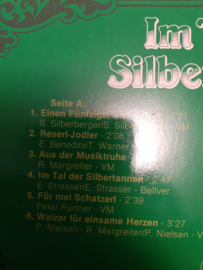 Im
Silbe
Seite A:
1. Einen Fünfziger
S. Silberberger/S. Silb - VM
2. Reserl-Jodler - 2'08
E. Benedini/T. Warner
3. Aus der Musiktruhe
R. Margreiter - VM
4. Im Tal der Silbertannen - 2'47
E. Strasser/E. Strasser - Bellver
5. Für mei Schatzerl - 2'39
Peter Furtner - VM
6. Walzer für einsame Herzen - 3'27
P. Nielsen - R. Margreiter/P. Nielsen - VM